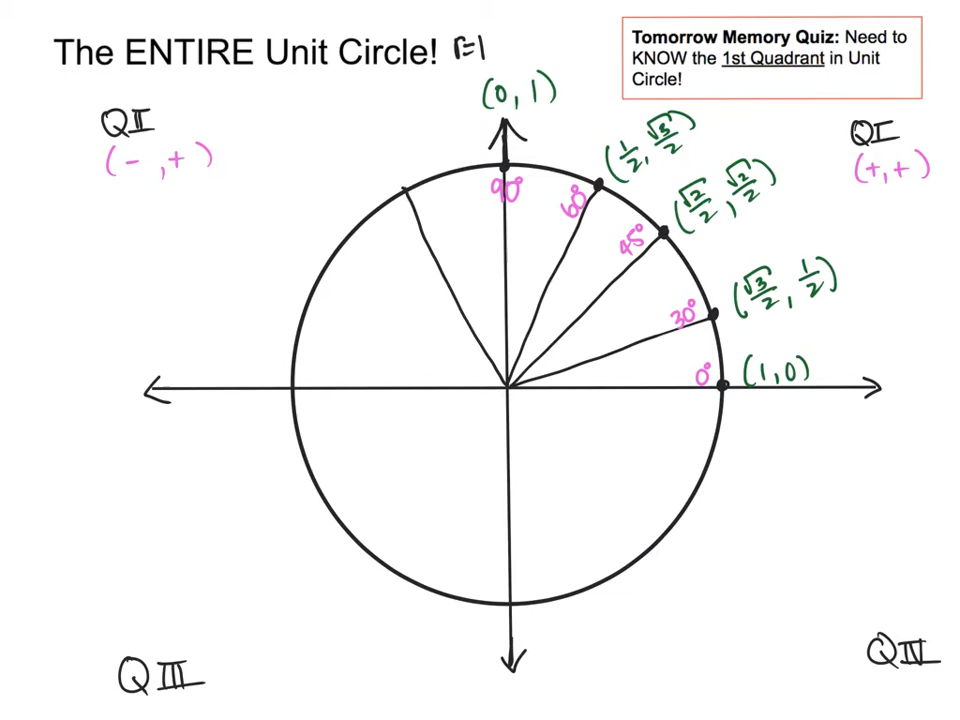 The ENTIRE Unit Circle! r=1
Tomorrow Memory Quiz: Need to
KNOW the 1st Quadrant in Unit
Circle!
QII
(-,+)
(0,1)
QI
(+,+)
90°
60°
(1/2, √3/2)
45°
(√2/2, √2/2)
30°
(√3/2, 1/2)
0°
(1,0)
QIII
QIV